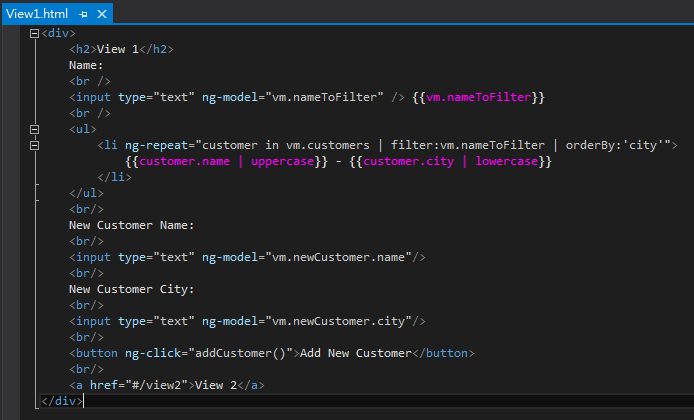 View1.html
<div>
<h2>View 1</h2>
Name:
<br />
<input type="text" ng-model="vm.nameToFilter" /> {{vm.nameToFilter}}
<br />
<ul>
<li ng-repeat="customer in vm.customers | filter:vm.nameToFilter | orderBy:'city'">
{{customer.name | uppercase}} - {{customer.city | lowercase}}
</li>
</ul>
<br/>
New Customer Name:
<br/>
<input type="text" ng-model="vm.newCustomer.name"/>
<br/>
New Customer City:
<br/>
<input type="text" ng-model="vm.newCustomer.city"/>
<br/>
<button ng-click="addCustomer()">Add New Customer</button>
<br/>
<a href="#/view2">View 2</a>
</div>